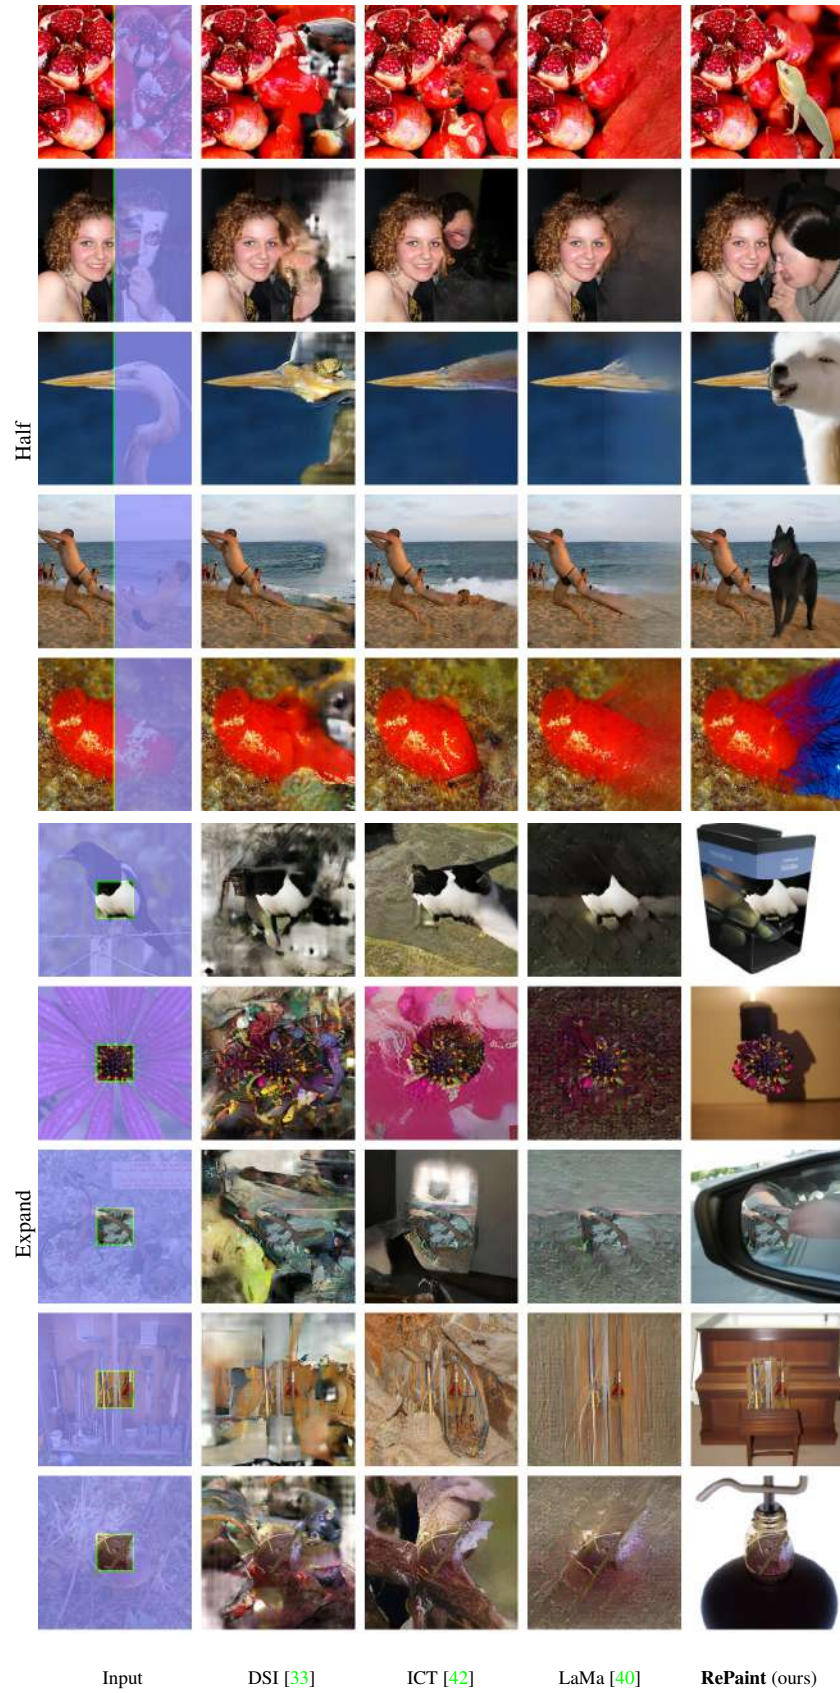 Half
Expand
Input
DSI [33]
ICT [42]
LaMa [40]
RePaint (ours)